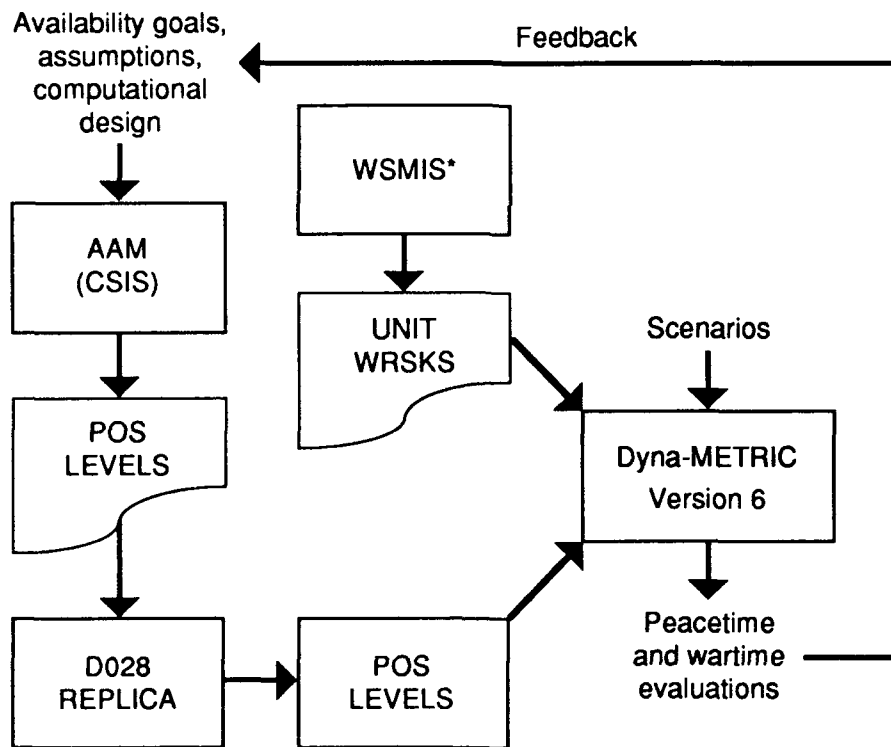 Availability goals,
assumptions,
computational
design
Feedback
WSMIS*
AAM
(CSIS)
UNIT
WRSKS
Scenarios
POS
LEVELS
Dyna-METRIC
Version 6
D028
REPLICA
POS
LEVELS
Peacetime
and wartime
evaluations